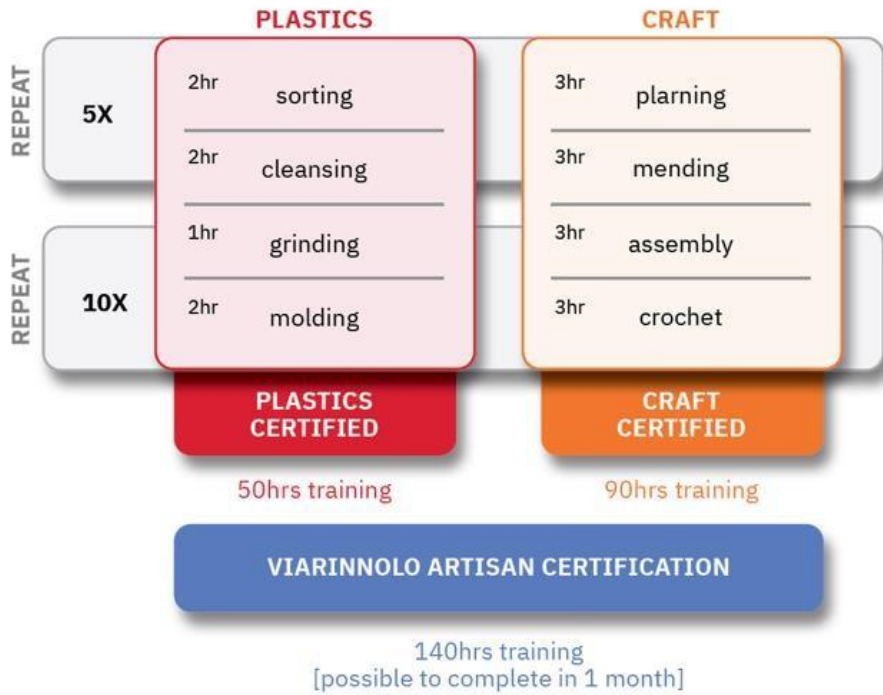 PLASTICS
CRAFT
REPEAT
5X
2hr sorting
2hr cleansing
3hr planning
3hr mending
REPEAT
10X
1hr grinding
2hr molding
3hr assembly
3hr crochet
PLASTICS
CERTIFIED
CRAFT
CERTIFIED
50hrs training
90hrs training
VIARINNOLO ARTISAN CERTIFICATION
140hrs training
[possible to complete in 1 month]